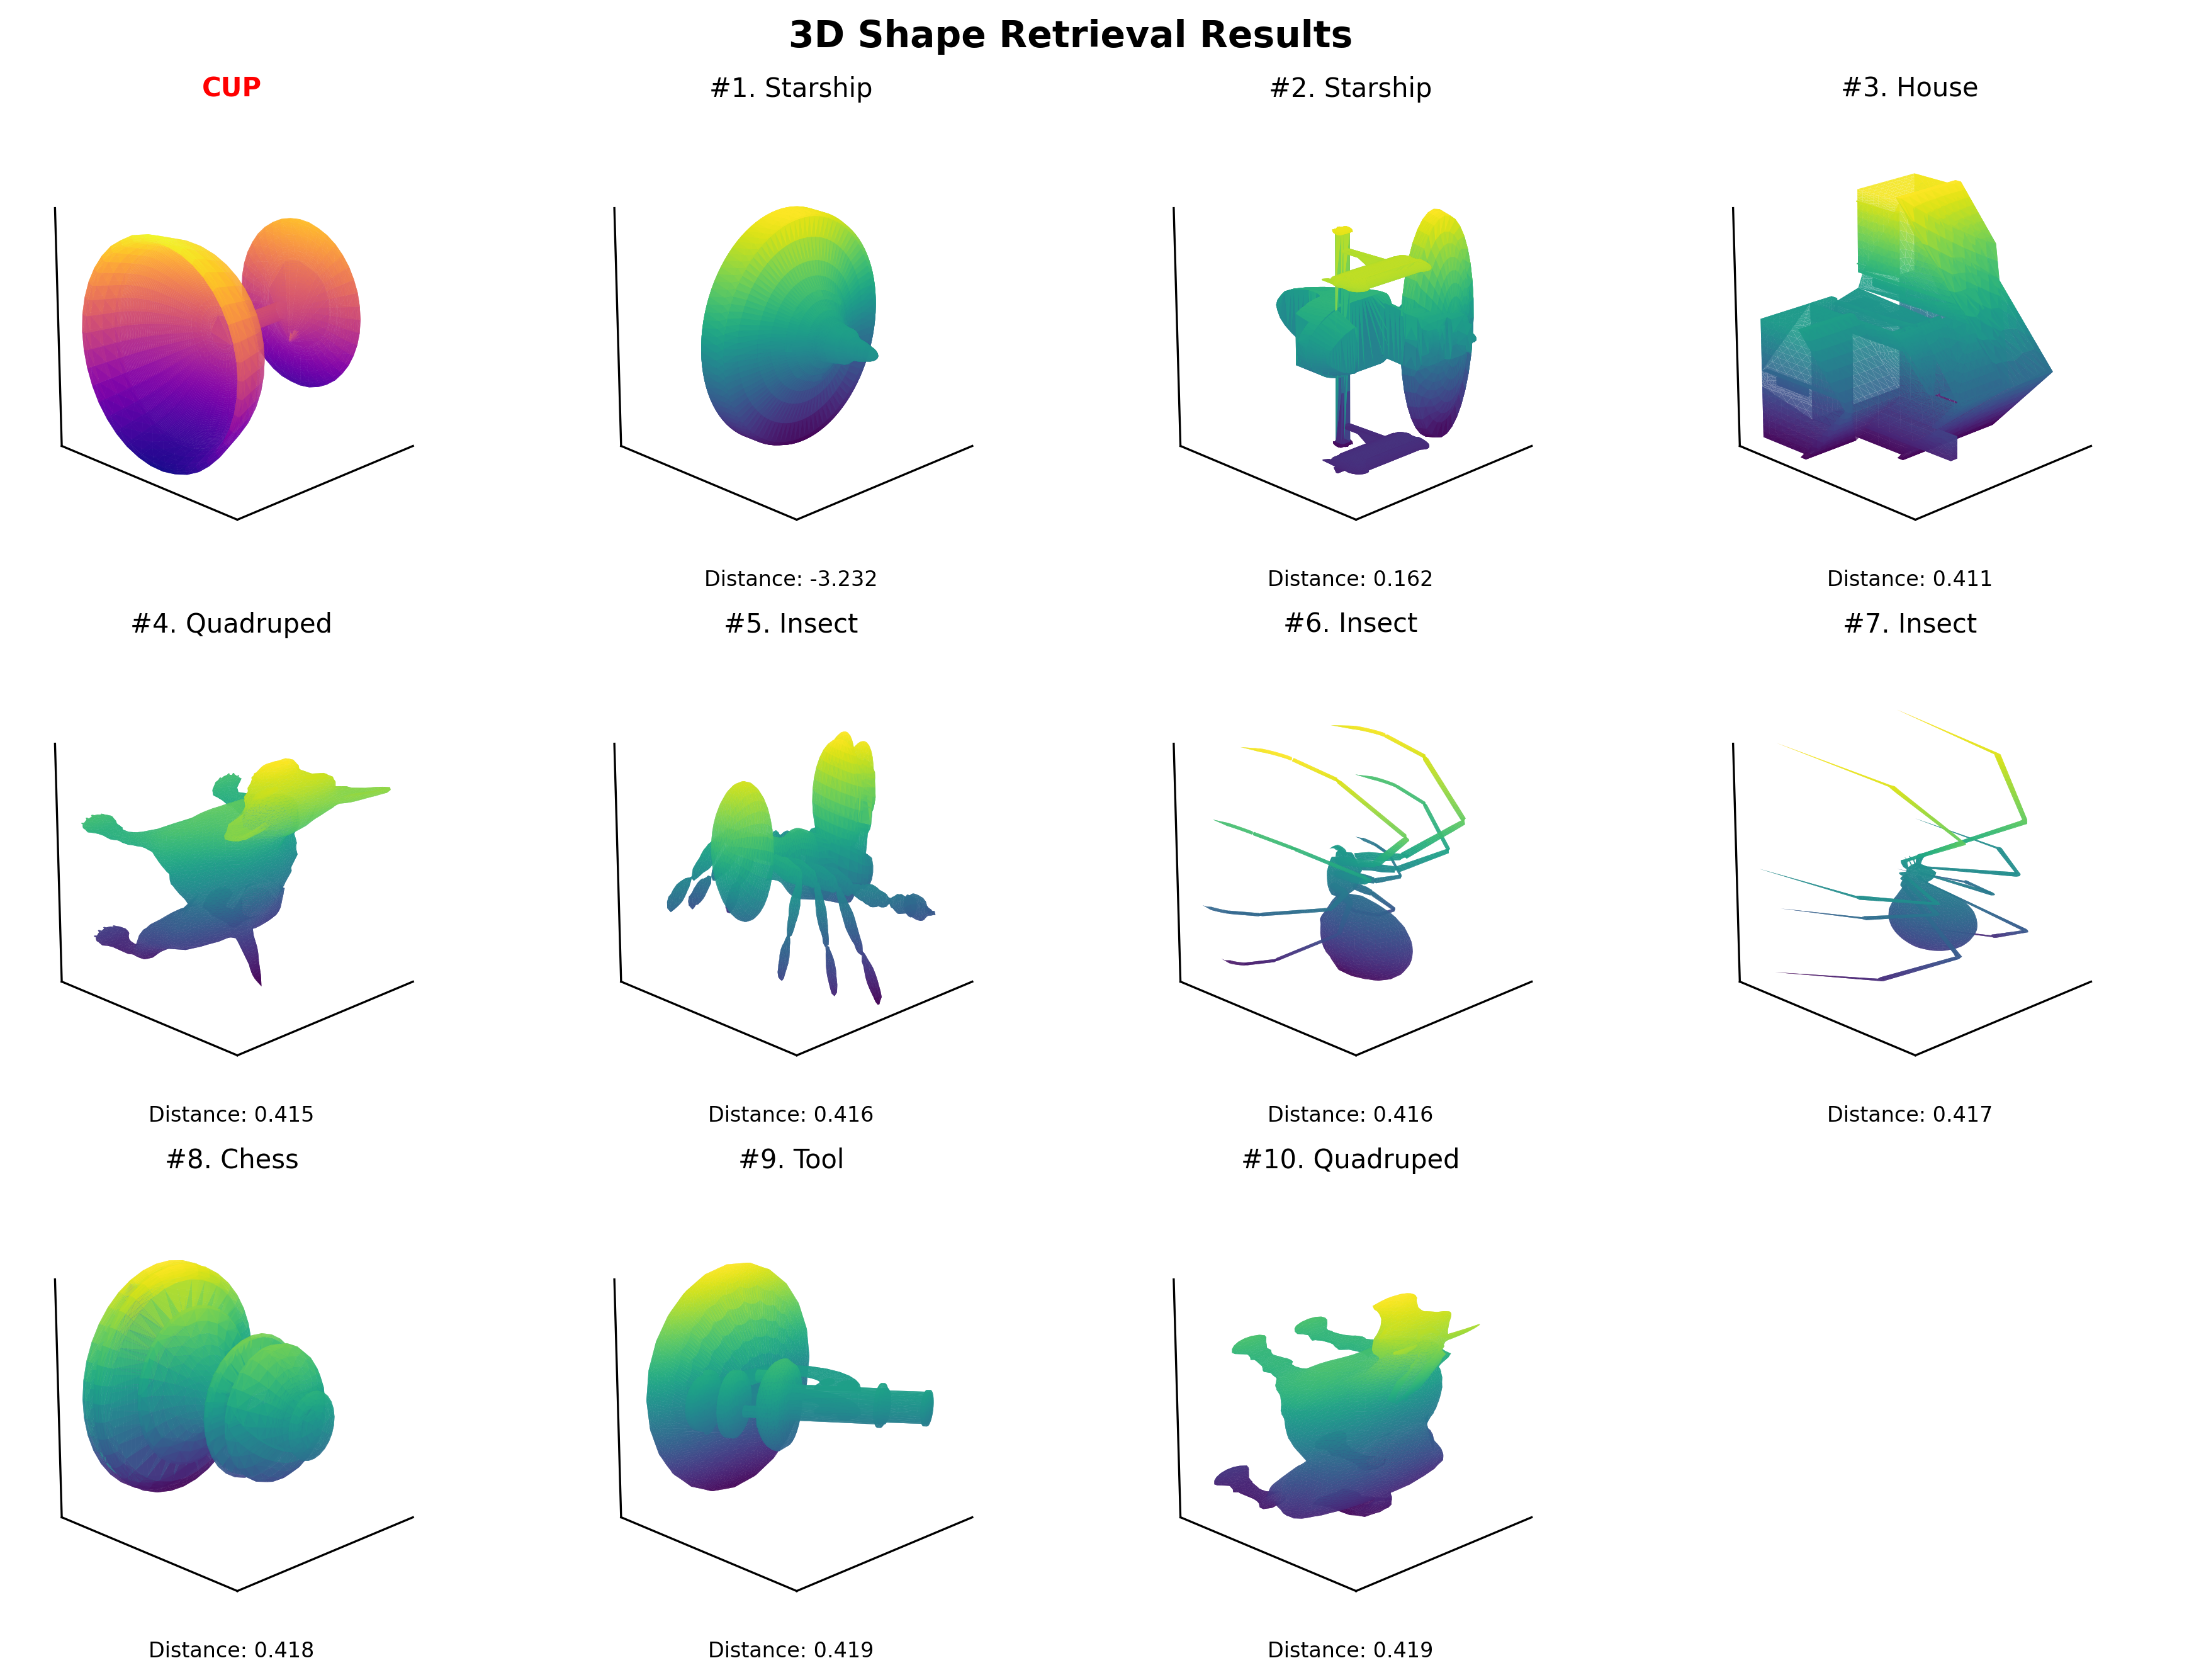 3D Shape Retrieval Results
CUP
#1. Starship
#2. Starship
#3. House
Distance: -3.232
Distance: 0.162
Distance: 0.411
#4. Quadruped
#5. Insect
#6. Insect
#7. Insect
Distance: 0.415
Distance: 0.416
Distance: 0.416
Distance: 0.417
#8. Chess
#9. Tool
#10. Quadruped
Distance: 0.418
Distance: 0.419
Distance: 0.419